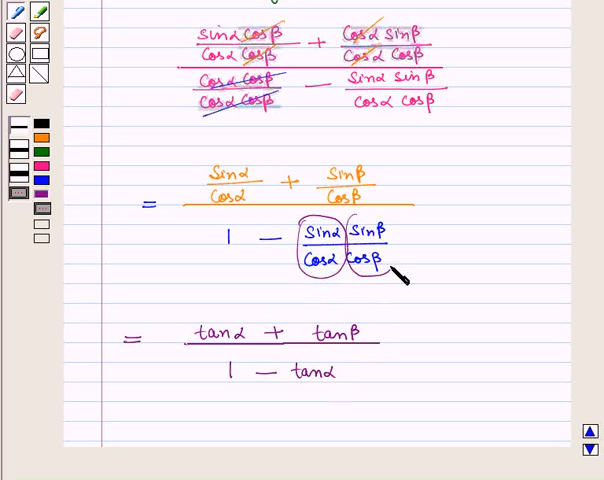 Sinα Cosβ + Cosα Sinβ
Cosα Cosβ Cosα Cosβ
Cosα Cosβ — Sinα Sinβ
Cosα Cosβ Cosα Cosβ
Sinα + Sinβ
= Cosα Cosβ
1 — Sinα Sinβ
Cosα Cosβ
= tanα + tanβ
1 — tanα